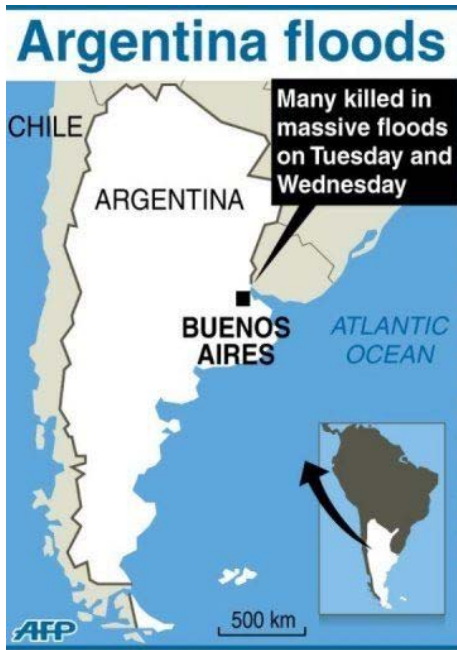 Argentina floods
Many killed in
massive floods
on Tuesday and
Wednesday
CHILE
ARGENTINA
BUENOS
AIRES
ATLANTIC
OCEAN
500 km
AFP